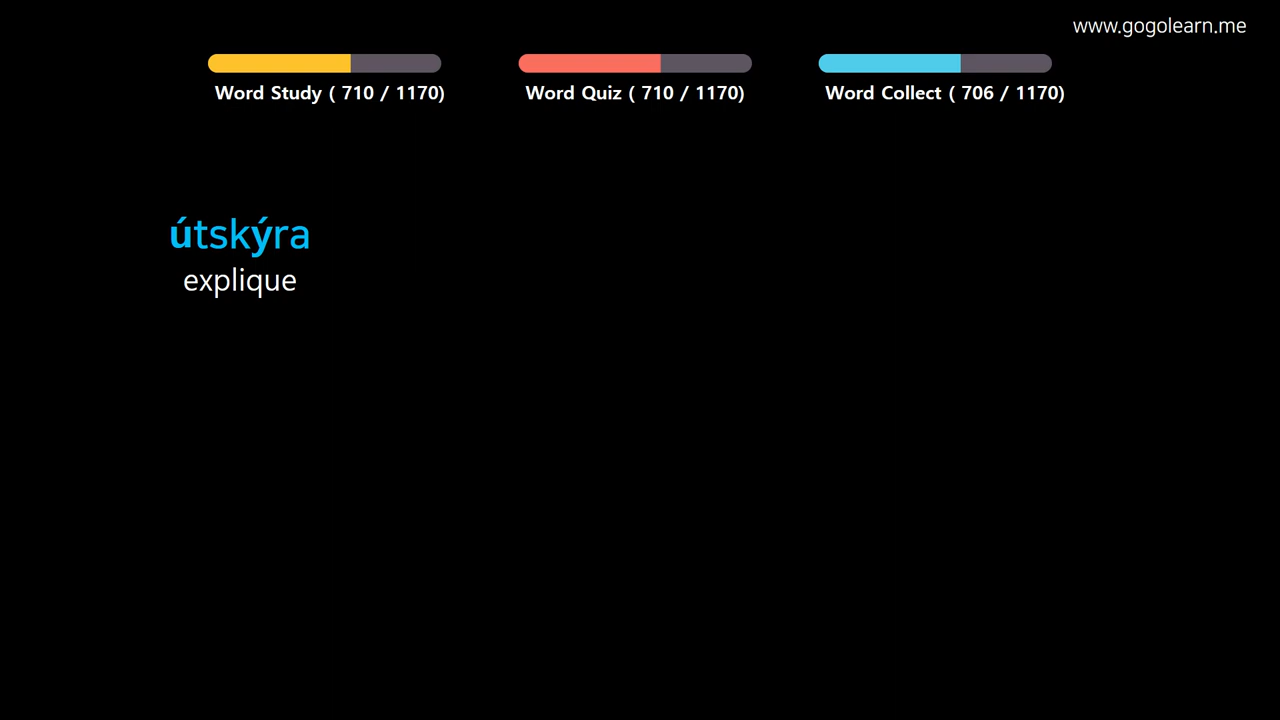 www.gogolearn.me
Word Study ( 710 / 1170)
Word Quiz ( 710 / 1170)
Word Collect ( 706 / 1170)
útskýra
explique